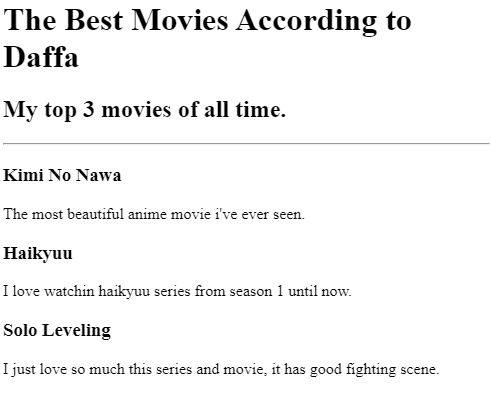 The Best Movies According to
Daffa
My top 3 movies of all time.
Kimi No Nawa
The most beautiful anime movie i've ever seen.
Haikyuu
I love watchin haikyuu series from season 1 until now.
Solo Leveling
I just love so much this series and movie, it has good fighting scene.